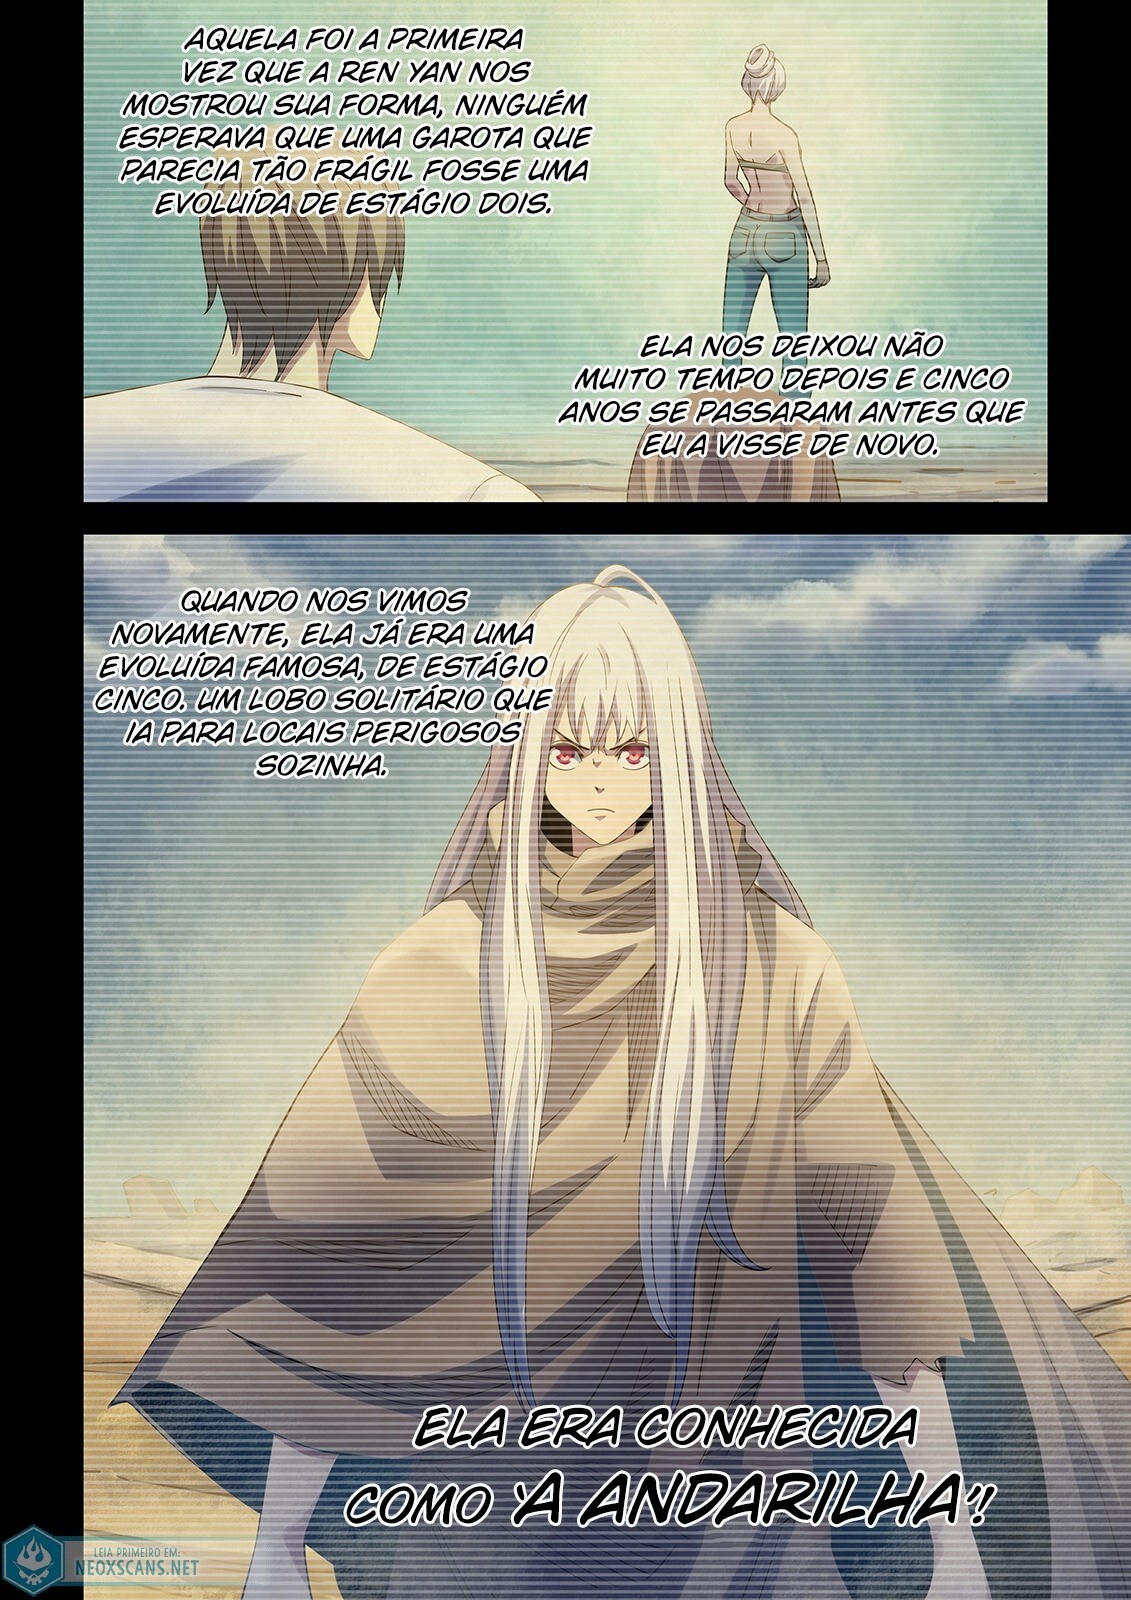 AQUELA FOI A PRIMEIRA
VEZ QUE A REN YAN NOS
MOSTROU SUA FORMA, NINGUÉM
ESPERAVA QUE UMA GAROTA QUE
PARECIA TÃO FRÁGIL FOSSE UMA
EVOLUÍDA DE ESTÁGIO DOIS.
ELA NOS DEIXOU NÃO
MUITO TEMPO DEPOIS E CINCO
ANOS SE PASSARAM ANTES QUE
EU A VISSE DE NOVO.
QUANDO NOS VIMOS
NOVAMENTE, ELA JÁ ERA UMA
EVOLUÍDA FAMOSA, DE ESTÁGIO
CINCO. UM LOBO SOLITÁRIO QUE
IA PARA LOCAIS PERIGOSOS
SOZINHA.
ELA ERA CONHECIDA
COMO 'A ANDARILHA'!
LEIA PRIMEIRO EM:
NEOXSCANS.NET